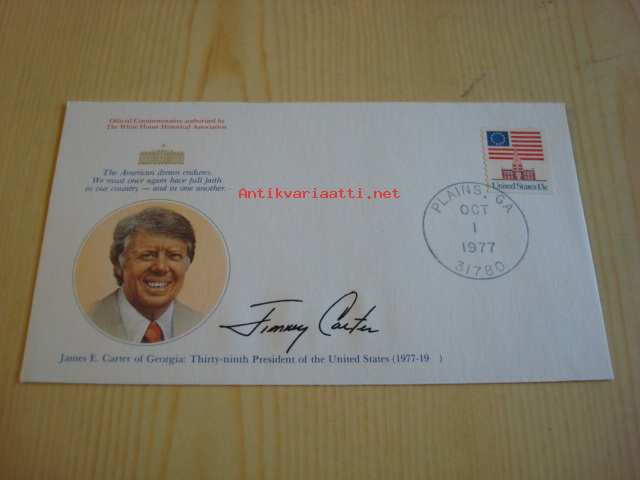 Official Commemorative authorized by
The White House Historical Association
The American dream endures.
We must once again have full faith
in our country — and in one another.
Antikvariaatti.net
United States 13c
PLAINS, GA
OCT
1
1977
31780
Jimmy Carter
James E. Carter of Georgia: Thirty-ninth President of the United States (1977-19    )